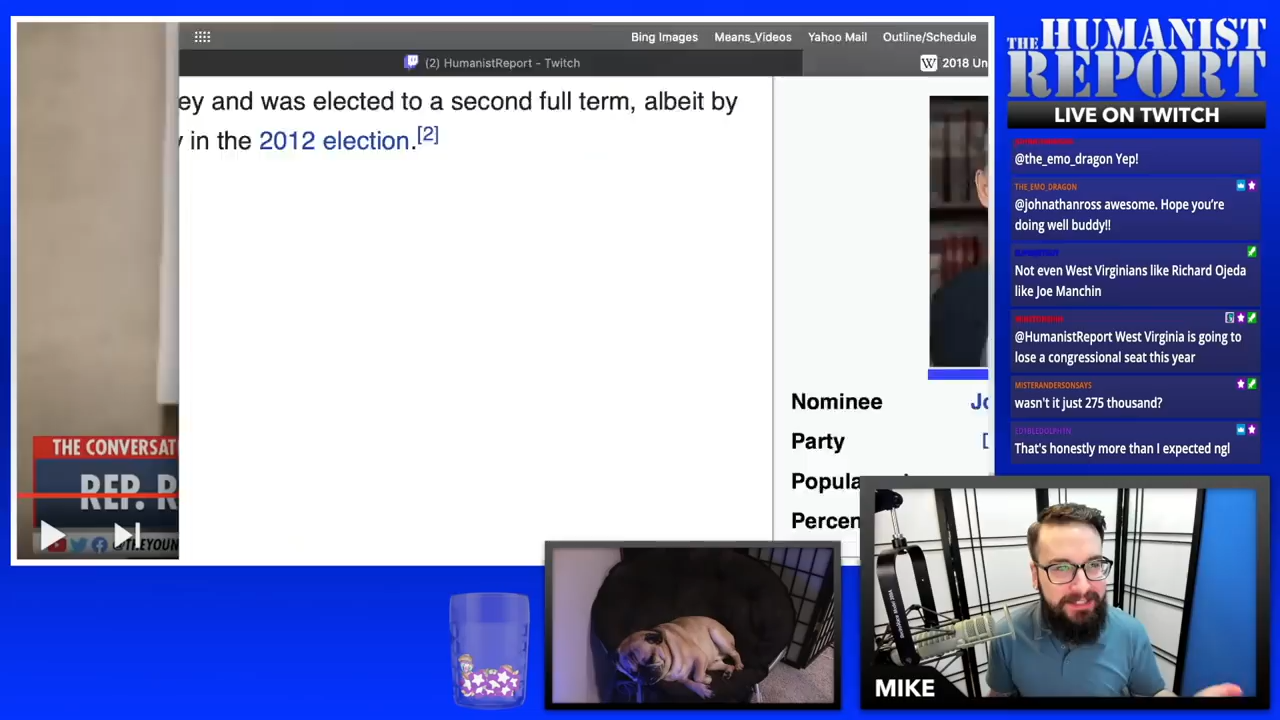 Bing Images Means_Videos Yahoo Mail Outline/Schedule
(2) HumanistReport - Twitch
W 2018 Un
ey and was elected to a second full term, albeit by
in the 2012 election.[2]
Nominee
Party
Popula
Percen
THE CONVERSAT
REP. R
@THEYOUN
THE HUMANIST
REPORT
LIVE ON TWITCH
@the_emo_dragon Yep!
THE_EMO_DRAGON
@johnathanross awesome. Hope you're
doing well buddy!!
Not even West Virginians like Richard Ojeda
like Joe Manchin
@HumanistReport West Virginia is going to
lose a congressional seat this year
MISTERANDERSONSAYS
wasn't it just 275 thousand?
That's honestly more than I expected ngl
MIKE